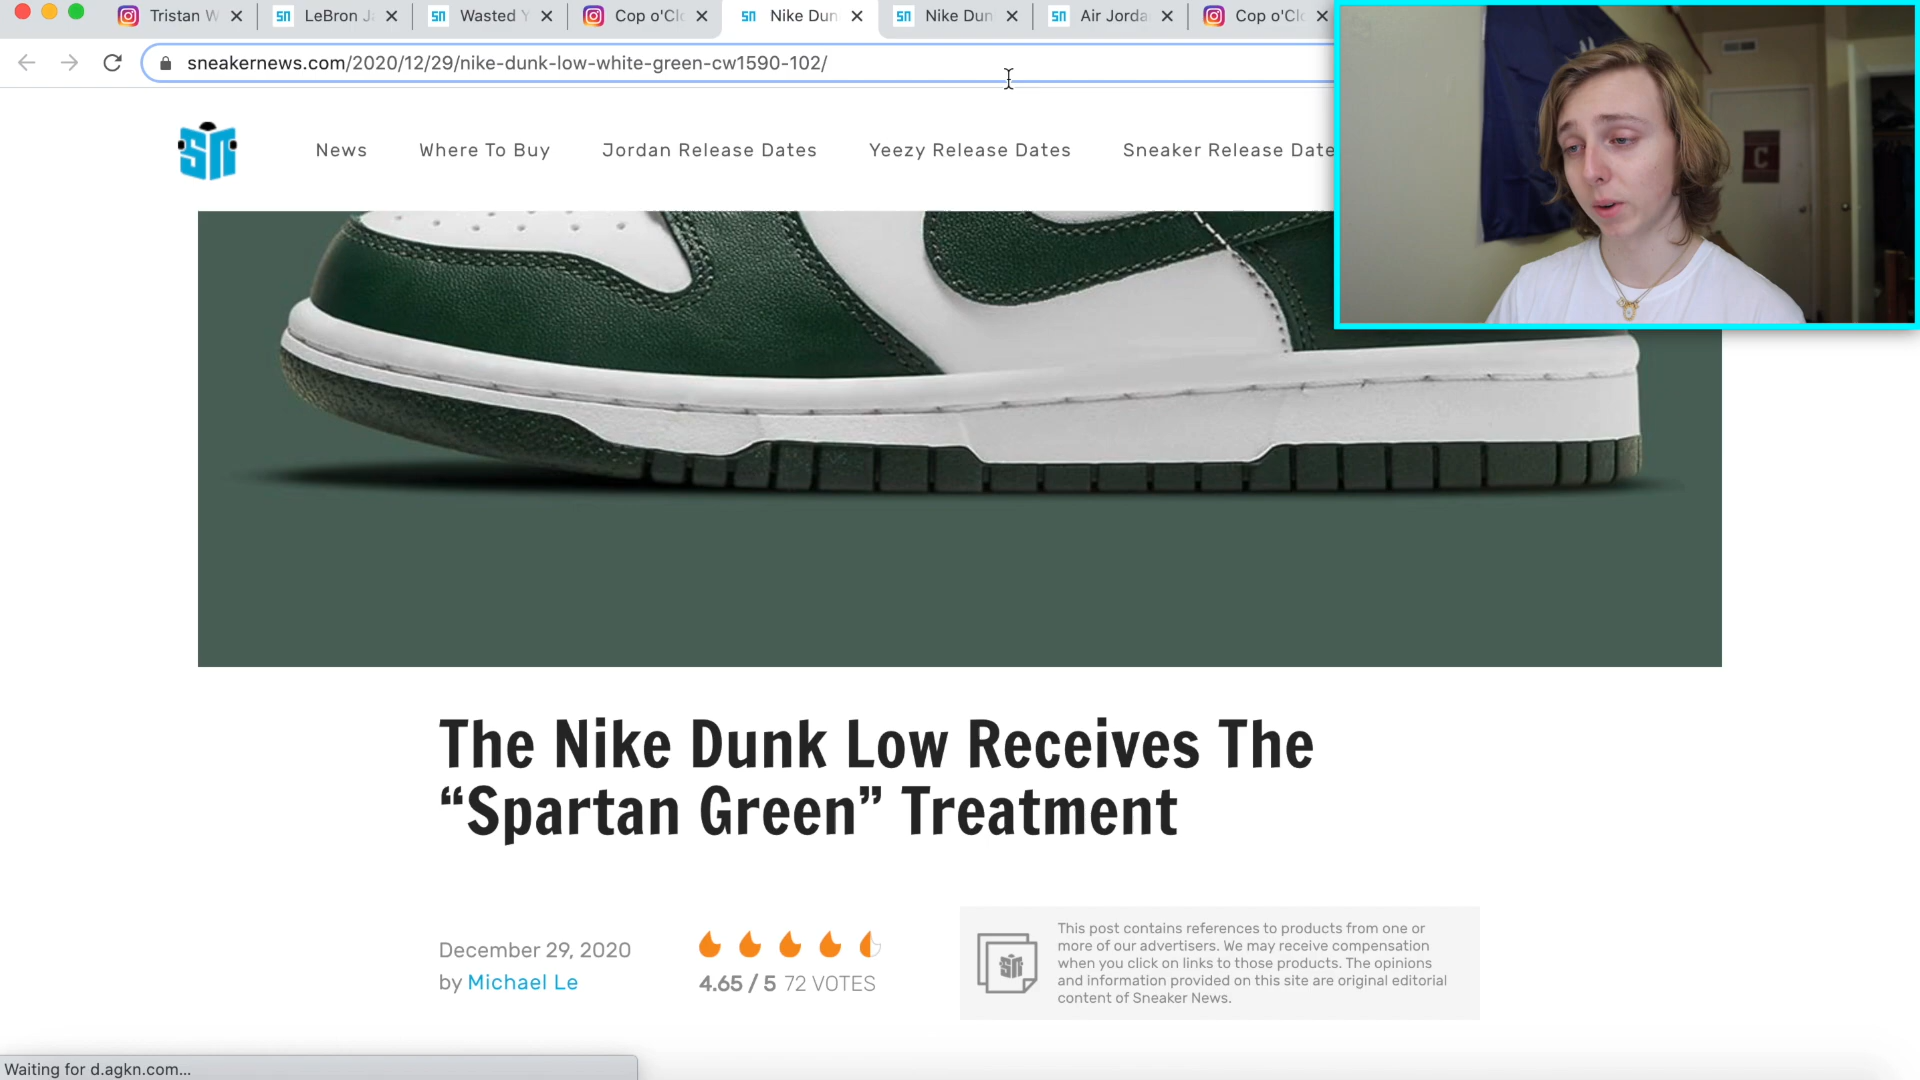 Tristan W
LeBron J
Wasted Y
Cop o'Clo
Nike Dun
Nike Dun
Air Jorda
Cop o'Clo
sneakernews.com/2020/12/29/nike-dunk-low-white-green-cw1590-102/
SN
News
Where To Buy
Jordan Release Dates
Yeezy Release Dates
Sneaker Release Date
C
The Nike Dunk Low Receives The
“Spartan Green” Treatment
December 29, 2020
by Michael Le
4.65 / 5 72 VOTES
This post contains references to products from one or
more of our advertisers. We may receive compensation
when you click on links to those products. The opinions
and information provided on this site are original editorial
content of Sneaker News.
Waiting for d.agkn.com...